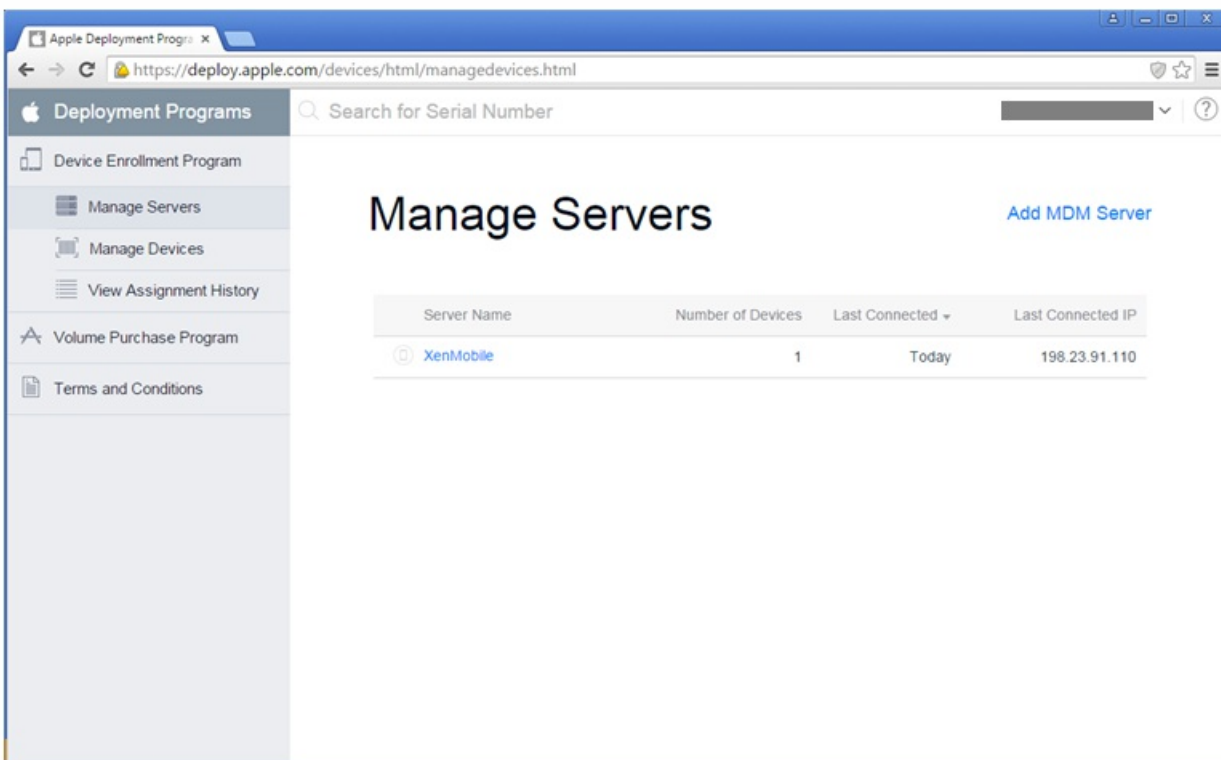 Apple Deployment Progra
https://deploy.apple.com/devices/html/managedevices.html
Deployment Programs
Search for Serial Number
Device Enrollment Program
Manage Servers
Manage Devices
View Assignment History
Volume Purchase Program
Terms and Conditions
Manage Servers
Add MDM Server
Server Name Number of Devices Last Connected Last Connected IP
XenMobile 1 Today 198.23.91.110